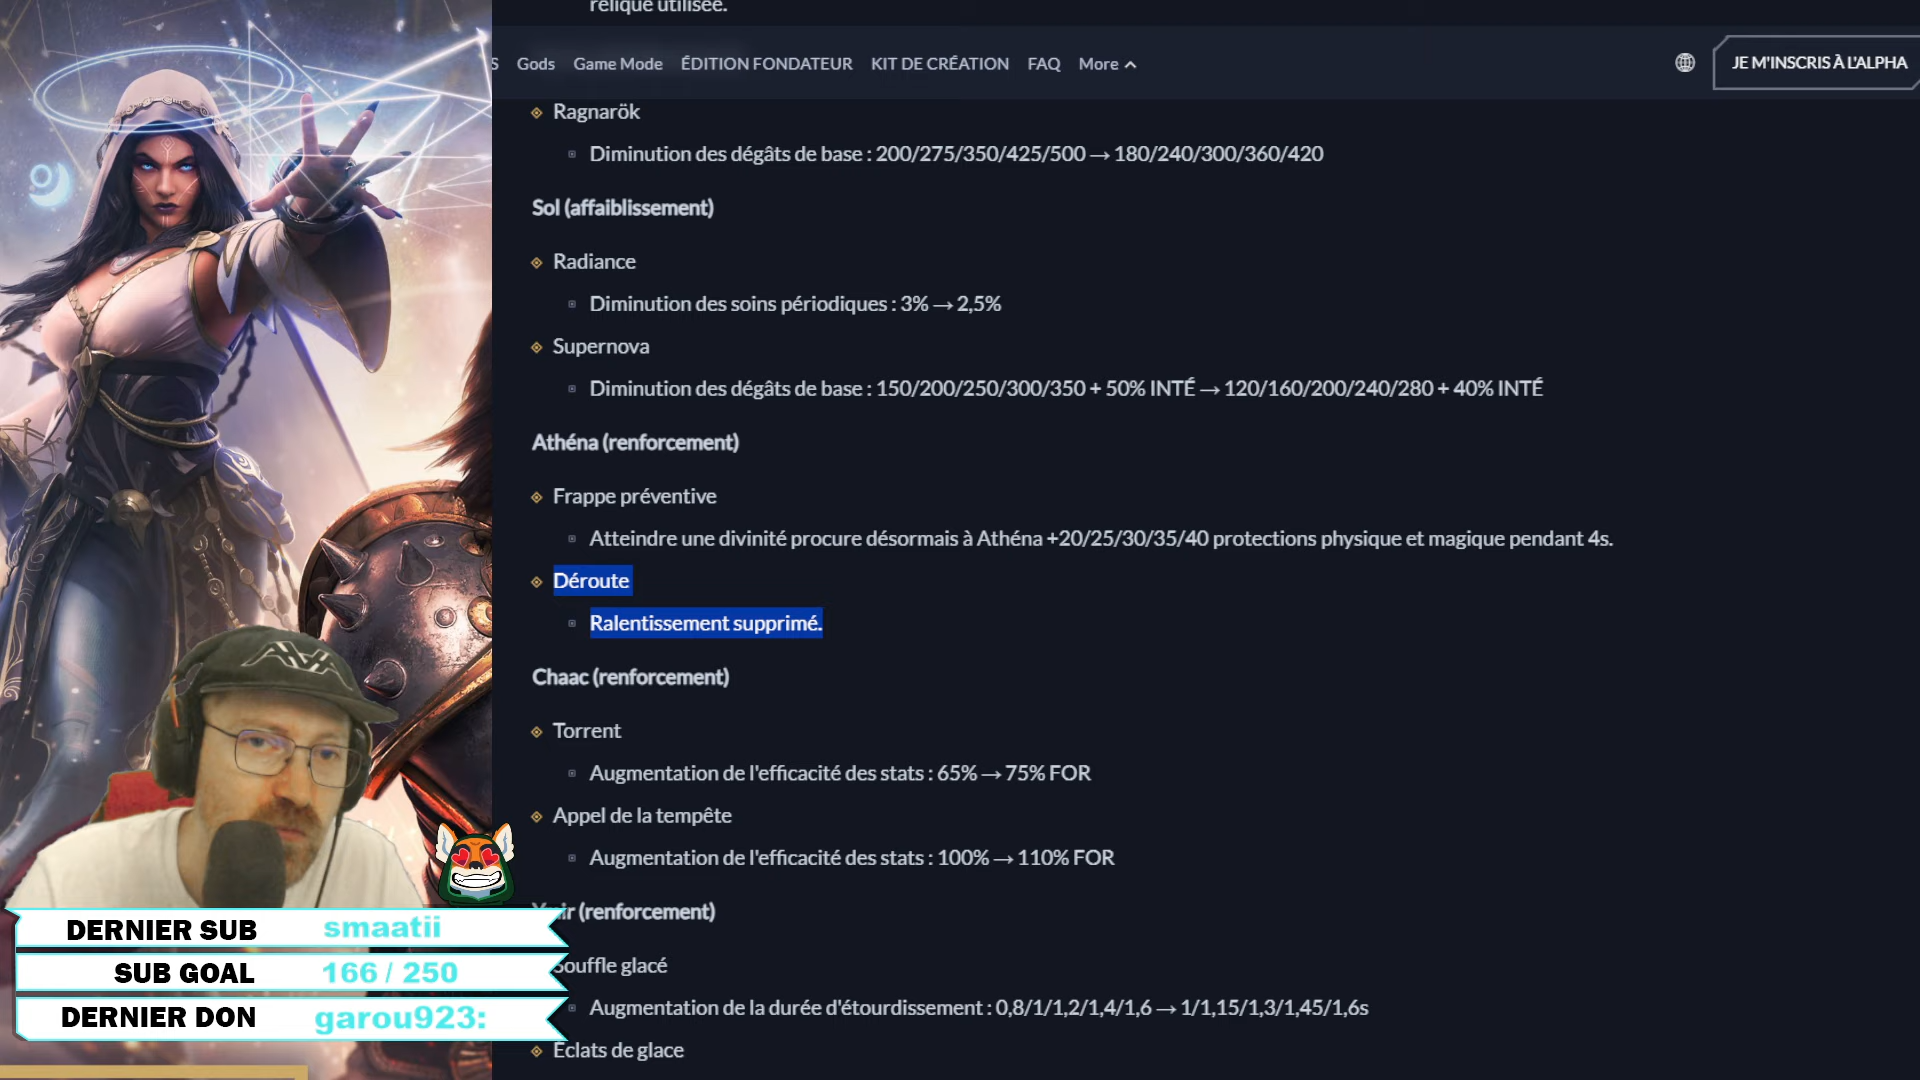 relique utilisée.
S Gods Game Mode ÉDITION FONDATEUR KIT DE CRÉATION FAQ More JE M'INSCRIS À L'ALPHA
Ragnarök
Diminution des dégâts de base : 200/275/350/425/500 → 180/240/300/360/420
Sol (affaiblissement)
Radiance
Diminution des soins périodiques : 3% → 2,5%
Supernova
Diminution des dégâts de base : 150/200/250/300/350 + 50% INTÉ → 120/160/200/240/280 + 40% INTÉ
Athéna (renforcement)
Frappe préventive
Atteindre une divinité procure désormais à Athéna +20/25/30/35/40 protections physique et magique pendant 4s.
Déroute
Ralentissement supprimé.
Chaac (renforcement)
Torrent
Augmentation de l'efficacité des stats : 65% → 75% FOR
Appel de la tempête
Augmentation de l'efficacité des stats : 100% → 110% FOR
(renforcement)
Souffle glacé
Augmentation de la durée d'étourdissement : 0,8/1/1,2/1,4/1,6 → 1/1,15/1,3/1,45/1,6s
Éclats de glace
DERNIER SUB smaatii
SUB GOAL 166 / 250
DERNIER DON garou923: